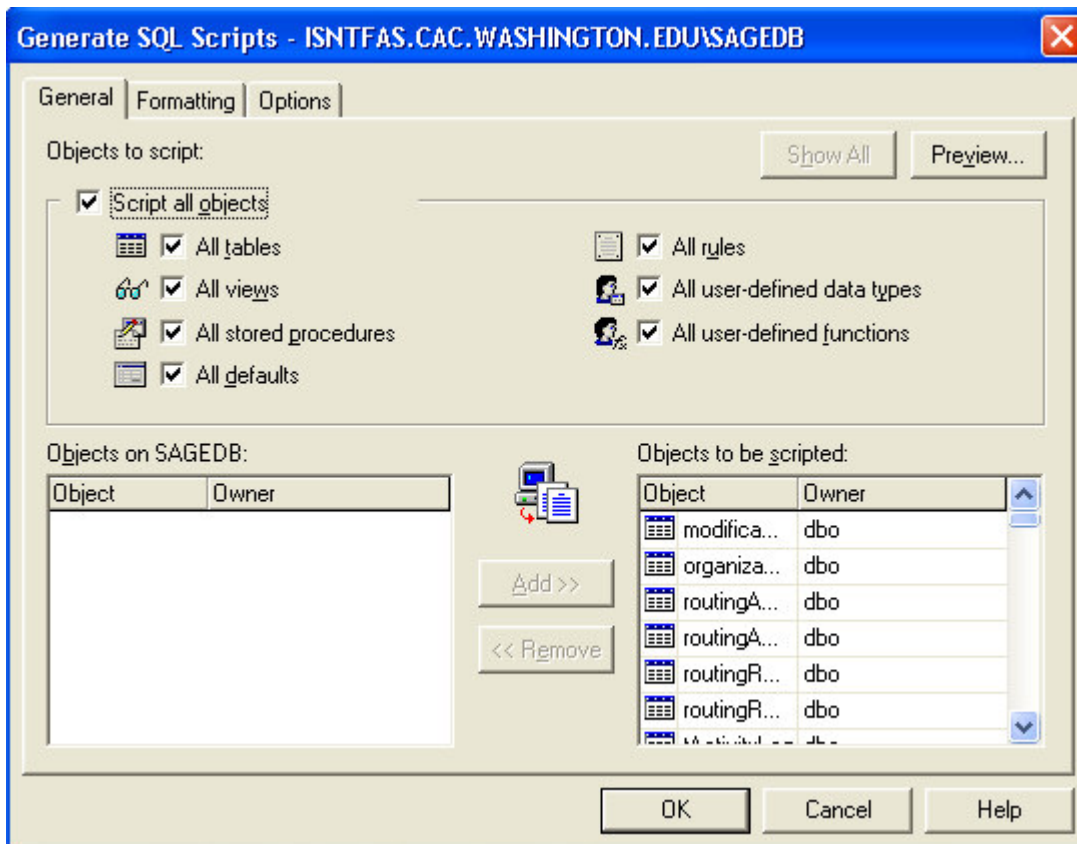 Generate SQL Scripts - ISNTFAS.CAC.WASHINGTON.EDU\SAGEDB
General Formatting Options
Objects to script:
Show All Preview...
Script all objects
All tables
All views
All stored procedures
All defaults
All rules
All user-defined data types
All user-defined functions
Objects on SAGEDB:
Object Owner
Add >>
<< Remove
Objects to be scripted:
Object Owner
modifica... dbo
organiza... dbo
routingA... dbo
routingA... dbo
routingR... dbo
routingR... dbo
OK Cancel Help